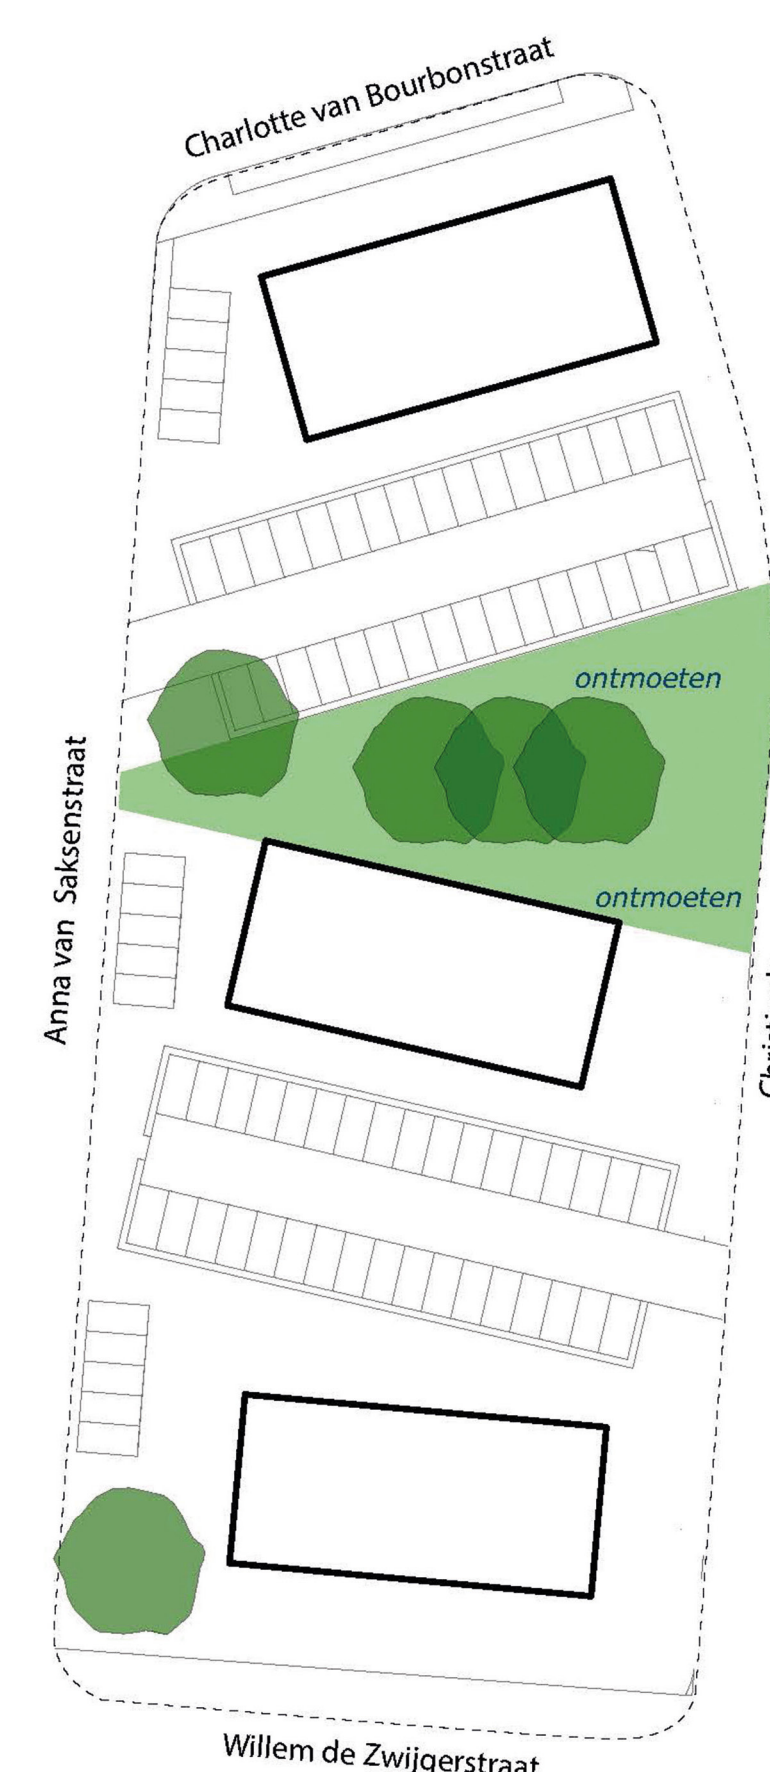 Charlotte van Bourbonstraat
ontmoeten
Anna van Saksenstraat
ontmoeten
Willem de Zwijgerstraat